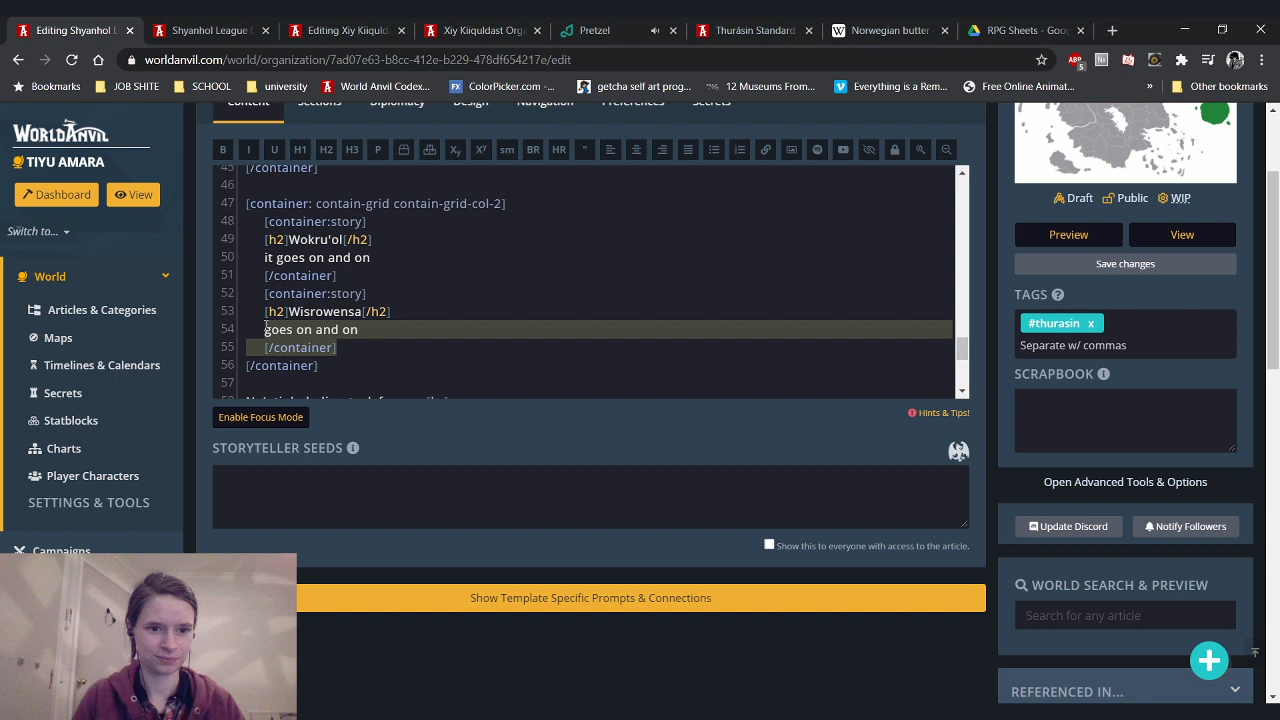 Editing Shyanhol L
Shyanhol League
Editing Xiy Kiiquld
Xiy Kiiquldast Orga
Pretzel
Thurásin Standard
Norwegian butter
RPG Sheets - Goog
worldanvil.com/world/organization/7ad07e63-b8cc-412e-b229-478df654217e/edit
Bookmarks
JOB SHITE
SCHOOL
university
World Anvil Codex...
ColorPicker.com -...
getcha self art prog...
12 Museums From...
Everything is a Rem...
Free Online Animat...
»
Other bookmarks
WORLDANVIL
TIYU AMARA
Dashboard
View
Switch to...
World
Articles & Categories
Maps
Timelines & Calendars
Secrets
Statblocks
Charts
Player Characters
SETTINGS & TOOLS
Campaigns
Content
Sections
Diplomacy
Design
Navigation
Preferences
Secrets
B I U H1 H2 H3 P sm BR HR "
45 [/container]
46
47 [container: contain-grid contain-grid-col-2]
48 [container:story]
49 [h2]Wokru'ol[/h2]
50 it goes on and on
51 [/container]
52 [container:story]
53 [h2]Wisrowensa[/h2]
54 goes on and on
55 [/container]
56 [/container]
57
Enable Focus Mode
Hints & Tips!
STORYTELLER SEEDS
Show this to everyone with access to the article.
Show Template Specific Prompts & Connections
Draft
Public
WIP
Preview
View
Save changes
TAGS
#thurasin x
Separate w/ commas
SCRAPBOOK
Open Advanced Tools & Options
Update Discord
Notify Followers
WORLD SEARCH & PREVIEW
Search for any article
REFERENCED IN...